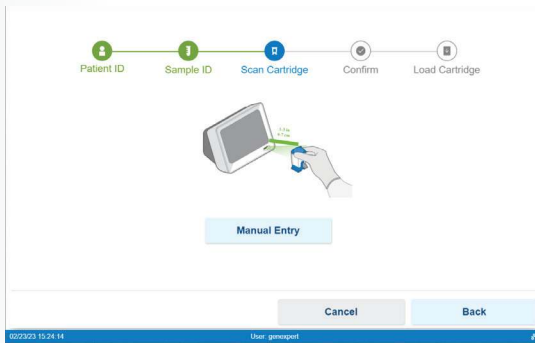 Patient ID
Sample ID
Scan Cartridge
Confirm
Load Cartridge
Manual Entry
Cancel
Back
02/23/23 15:24:14
User: genexpert